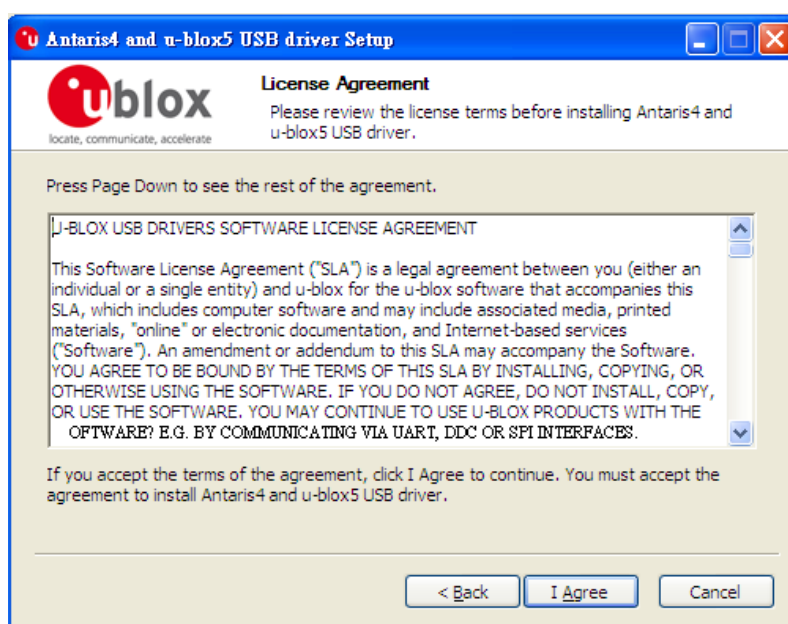 Antaris4 and u-blox5 USB driver Setup
ublox
locate, communicate, accelerate
License Agreement
Please review the license terms before installing Antaris4 and
u-blox5 USB driver.
Press Page Down to see the rest of the agreement.
U-BLOX USB DRIVERS SOFTWARE LICENSE AGREEMENT
This Software License Agreement ("SLA") is a legal agreement between you (either an
individual or a single entity) and u-blox for the u-blox software that accompanies this
SLA, which includes computer software and may include associated media, printed
materials, "online" or electronic documentation, and Internet-based services
("Software"). An amendment or addendum to this SLA may accompany the Software.
YOU AGREE TO BE BOUND BY THE TERMS OF THIS SLA BY INSTALLING, COPYING, OR
OTHERWISE USING THE SOFTWARE. IF YOU DO NOT AGREE, DO NOT INSTALL, COPY,
OR USE THE SOFTWARE. YOU MAY CONTINUE TO USE U-BLOX PRODUCTS WITH THE
OFTWARE? E.G. BY COMMUNICATING VIA UART, DDC OR SPI INTERFACES.
If you accept the terms of the agreement, click I Agree to continue. You must accept the
agreement to install Antaris4 and u-blox5 USB driver.
< Back
I Agree
Cancel